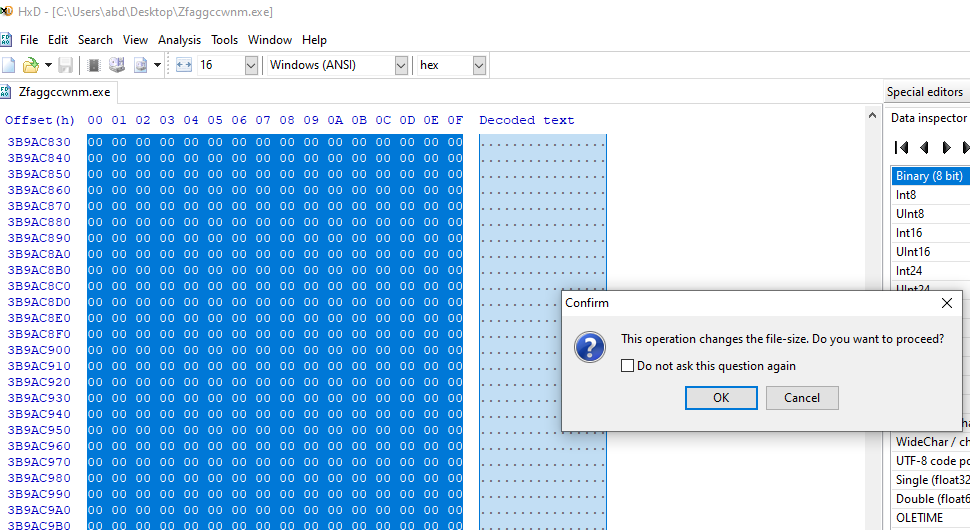 HxD - [C:\Users\abd\Desktop\Zfaggccwnm.exe]
File Edit Search View Analysis Tools Window Help
16 Windows (ANSI) hex
Zfaggccwnm.exe
Special editors
Data inspector
Offset(h) 00 01 02 03 04 05 06 07 08 09 0A 0B 0C 0D 0E 0F Decoded text
3B9AC830 00 00 00 00 00 00 00 00 00 00 00 00 00 00 00 00 ................
3B9AC840 00 00 00 00 00 00 00 00 00 00 00 00 00 00 00 00 ................
3B9AC850 00 00 00 00 00 00 00 00 00 00 00 00 00 00 00 00 ................
3B9AC860 00 00 00 00 00 00 00 00 00 00 00 00 00 00 00 00 ................
3B9AC870 00 00 00 00 00 00 00 00 00 00 00 00 00 00 00 00 ................
3B9AC880 00 00 00 00 00 00 00 00 00 00 00 00 00 00 00 00 ................
3B9AC890 00 00 00 00 00 00 00 00 00 00 00 00 00 00 00 00 ................
3B9AC8A0 00 00 00 00 00 00 00 00 00 00 00 00 00 00 00 00 ................
3B9AC8B0 00 00 00 00 00 00 00 00 00 00 00 00 00 00 00 00 ................
3B9AC8C0 00 00 00 00 00 00 00 00 00 00 00 00 00 00 00 00 ................
3B9AC8D0 00 00 00 00 00 00 00 00 00 00 00 00 00 00 00 00
3B9AC8E0 00 00 00 00 00 00 00 00 00 00 00 00 00 00 00 00
3B9AC8F0 00 00 00 00 00 00 00 00 00 00 00 00 00 00 00 00
3B9AC900 00 00 00 00 00 00 00 00 00 00 00 00 00 00 00 00
3B9AC910 00 00 00 00 00 00 00 00 00 00 00 00 00 00 00 00
3B9AC920 00 00 00 00 00 00 00 00 00 00 00 00 00 00 00 00
3B9AC930 00 00 00 00 00 00 00 00 00 00 00 00 00 00 00 00
3B9AC940 00 00 00 00 00 00 00 00 00 00 00 00 00 00 00 00
3B9AC950 00 00 00 00 00 00 00 00 00 00 00 00 00 00 00 00
3B9AC960 00 00 00 00 00 00 00 00 00 00 00 00 00 00 00 00 ................
3B9AC970 00 00 00 00 00 00 00 00 00 00 00 00 00 00 00 00 ................
3B9AC980 00 00 00 00 00 00 00 00 00 00 00 00 00 00 00 00 ................
3B9AC990 00 00 00 00 00 00 00 00 00 00 00 00 00 00 00 00 ................
3B9AC9A0 00 00 00 00 00 00 00 00 00 00 00 00 00 00 00 00 ................
3B9AC9B0 00 00 00 00 00 00 00 00 00 00 00 00 00 00 00 00 ................
Binary (8 bit)
Int8
UInt8
Int16
UInt16
Int24
UInt24
Confirm
This operation changes the file-size. Do you want to proceed?
Do not ask this question again
OK Cancel
WideChar / ch
UTF-8 code po
Single (float32
Double (float6
OLETIME